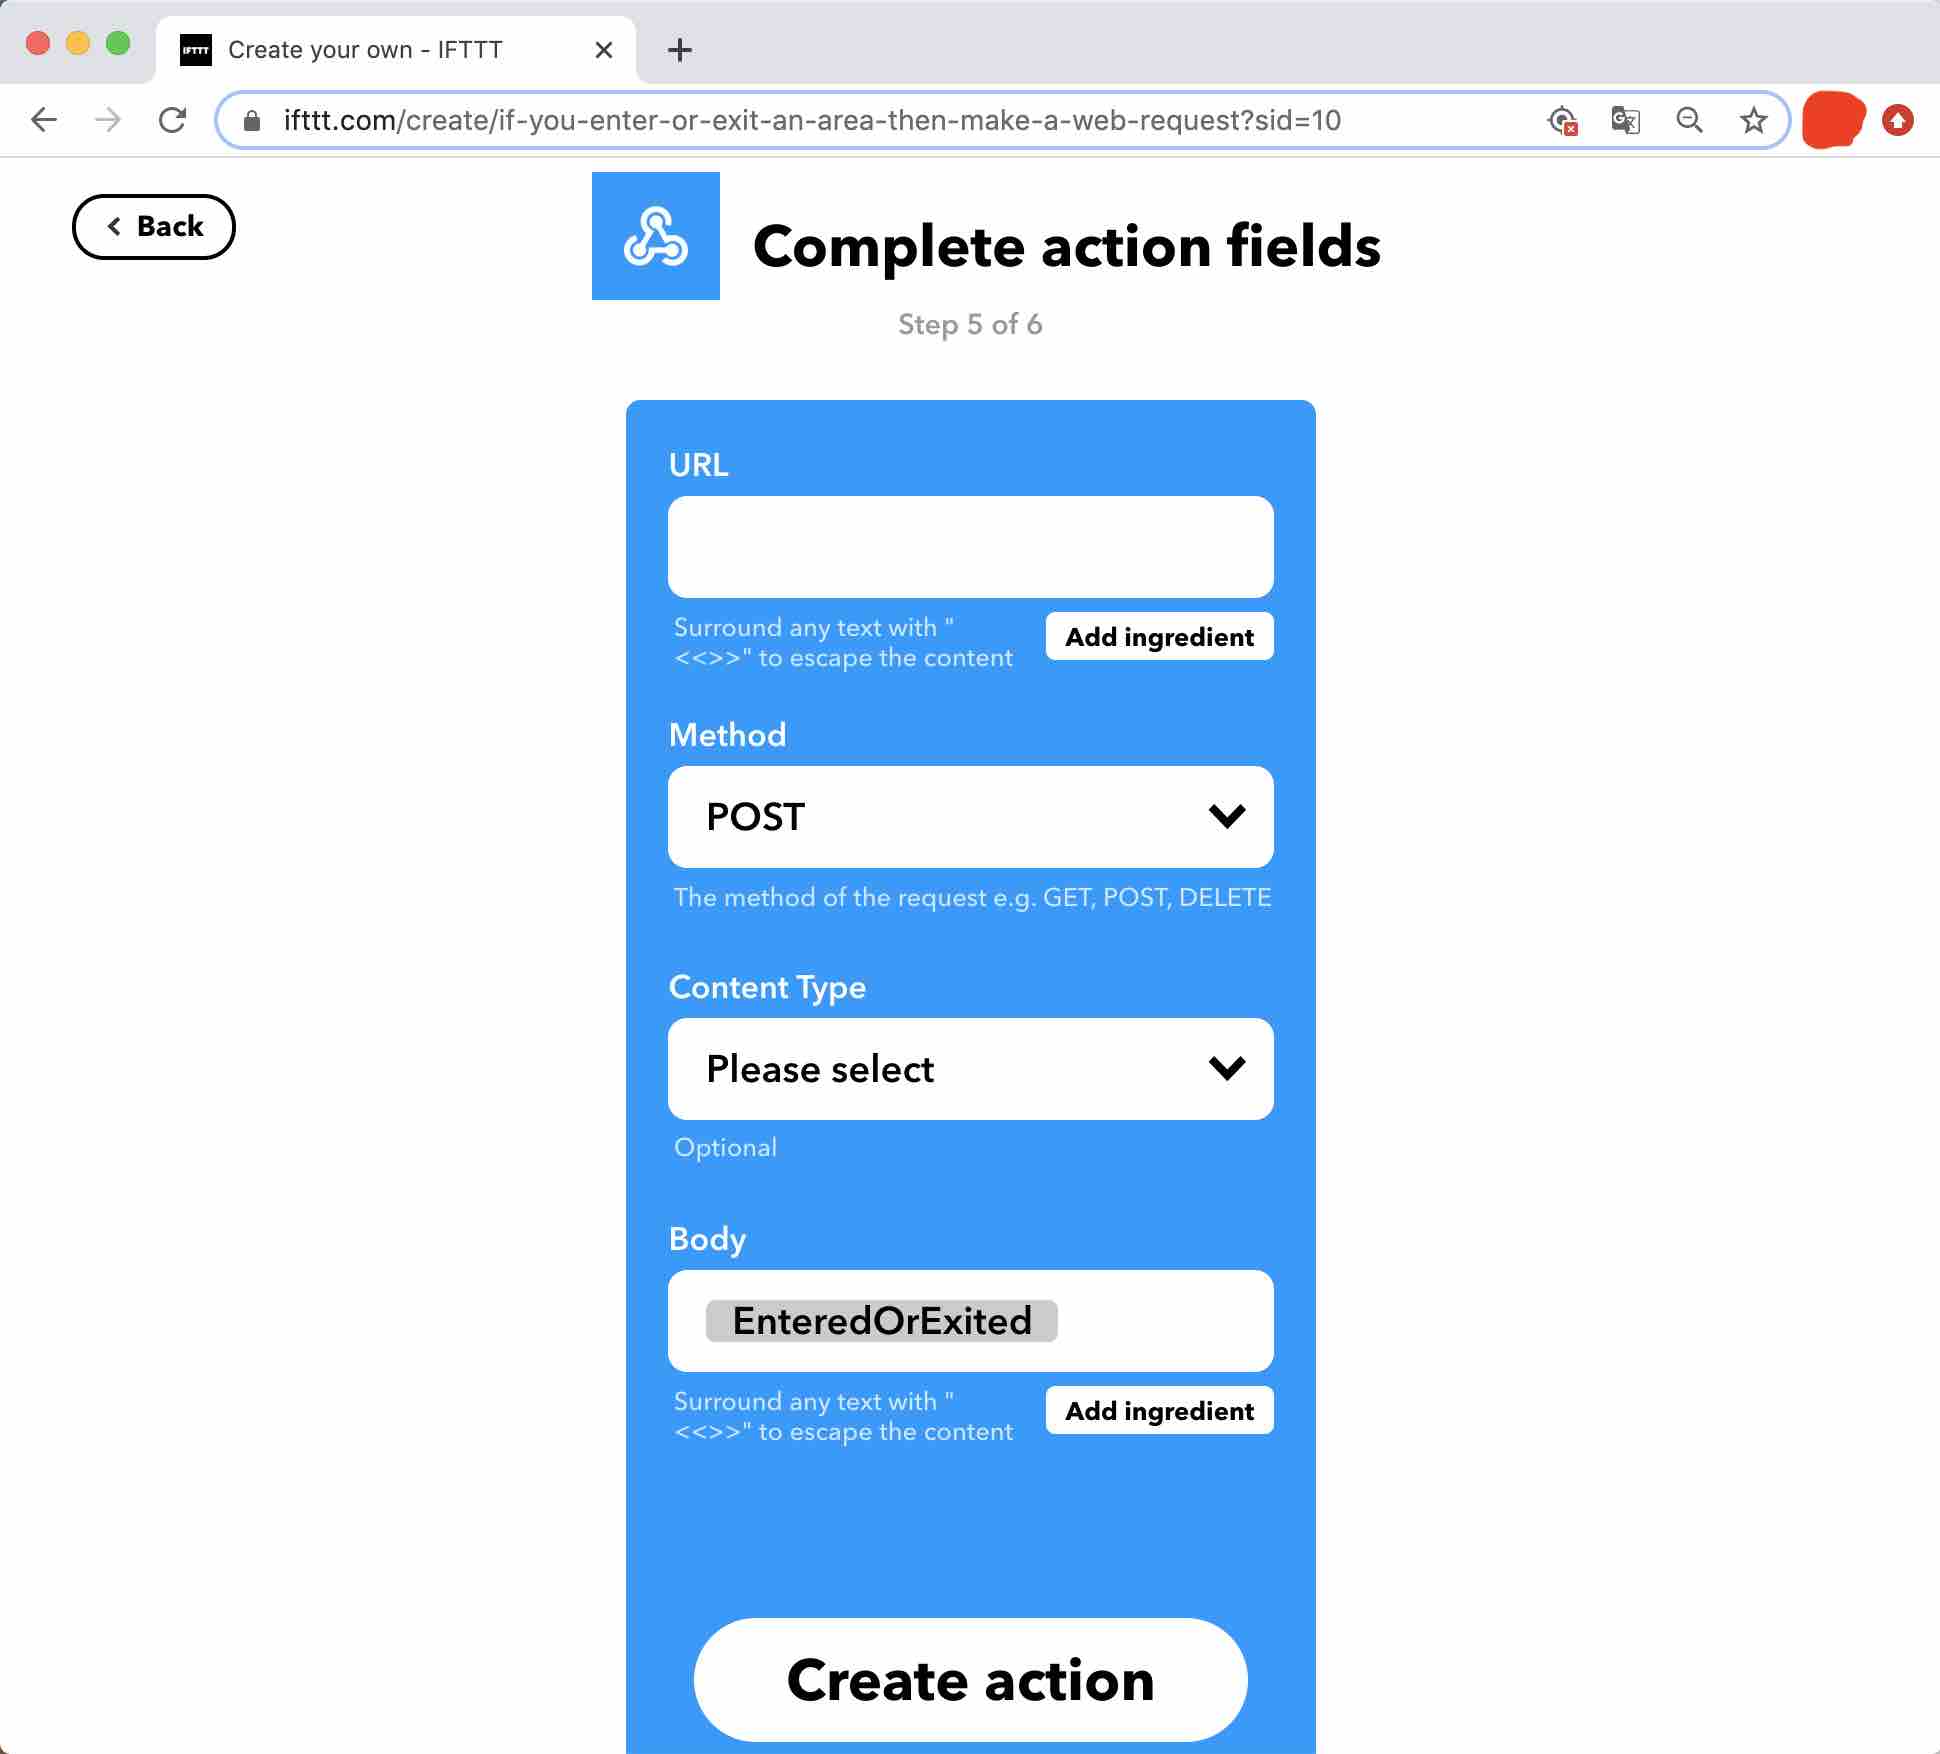 IFTTT
Create your own - IFTTT
ifttt.com/create/if-you-enter-or-exit-an-area-then-make-a-web-request?sid=10
Back
Complete action fields
Step 5 of 6
URL
Surround any text with "
<<>>" to escape the content
Add ingredient
Method
POST
The method of the request e.g. GET, POST, DELETE
Content Type
Please select
Optional
Body
EnteredOrExited
Surround any text with "
<<>>" to escape the content
Add ingredient
Create action